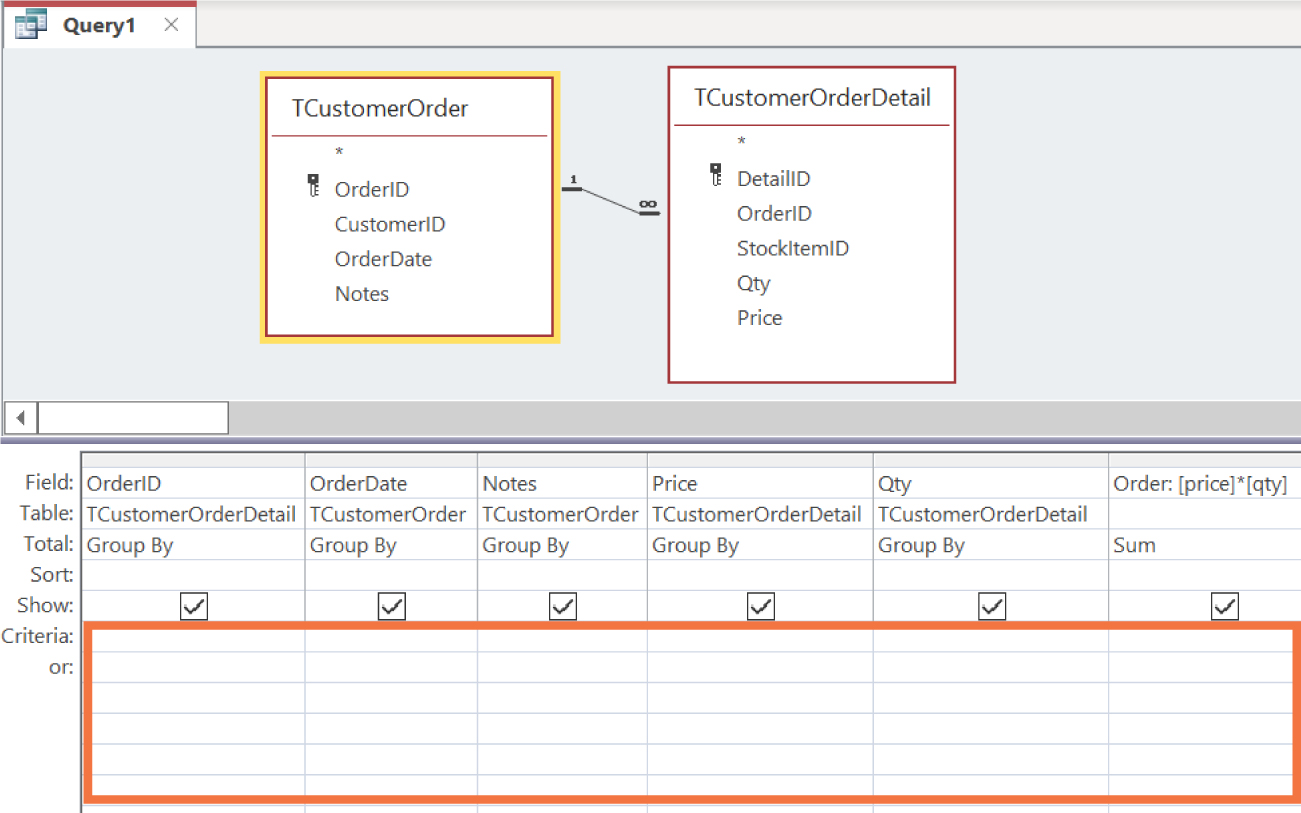 Query1
TCustomerOrder
*
OrderID
CustomerID
OrderDate
Notes
1
∞
TCustomerOrderDetail
*
DetailID
OrderID
StockItemID
Qty
Price
Field: OrderID OrderDate Notes Price Qty Order: [price]*[qty]
Table: TCustomerOrderDetail TCustomerOrder TCustomerOrder TCustomerOrderDetail TCustomerOrderDetail
Total: Group By Group By Group By Group By Group By Sum
Sort:
Show:
Criteria:
or: